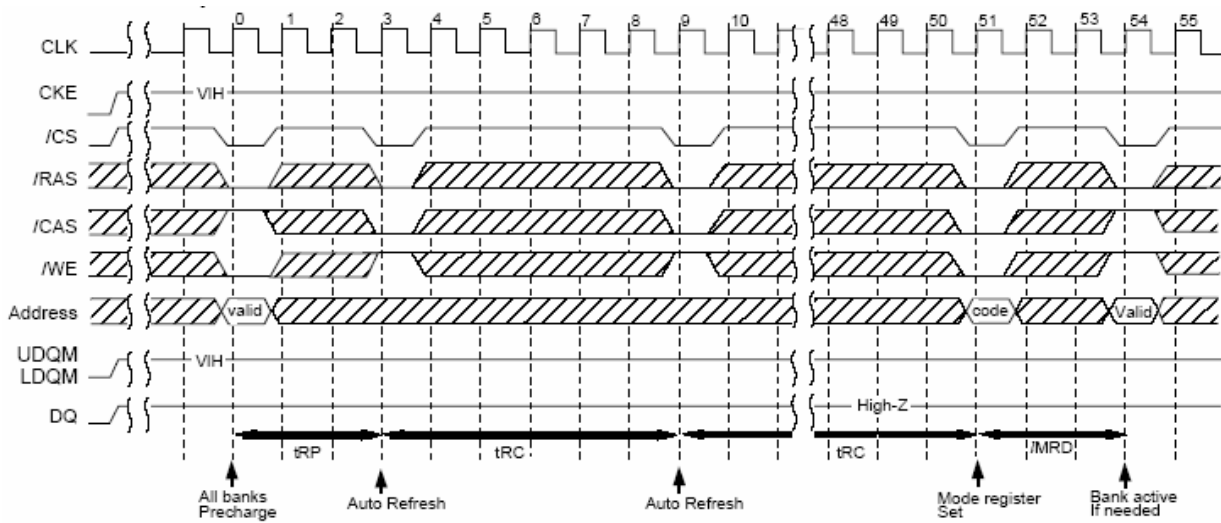 0 1 2 3 4 5 6 7 8 9 10 48 49 50 51 52 53 54 55
CLK
CKE VIH
/CS
/RAS
/CAS
/WE
Address valid code Valid
UDQM VIH
LDQM
DQ High-Z
tRP tRC tRC /MRD
All banks
Precharge
Auto Refresh
Auto Refresh
Mode register
Set
Bank active
If needed